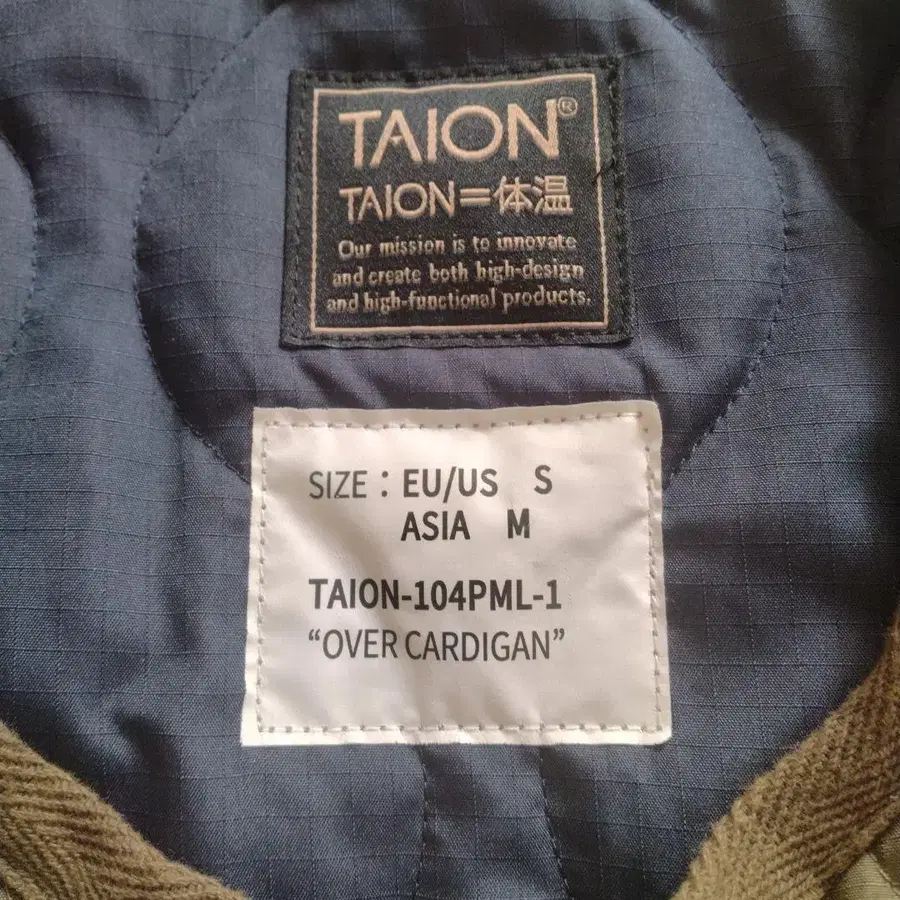 TAION®
TAION=体温
Our mission is to innovate
and create both high-design
and high-functional products.
SIZE : EU/US S
ASIA M
TAION-104PML-1
“OVER CARDIGAN”